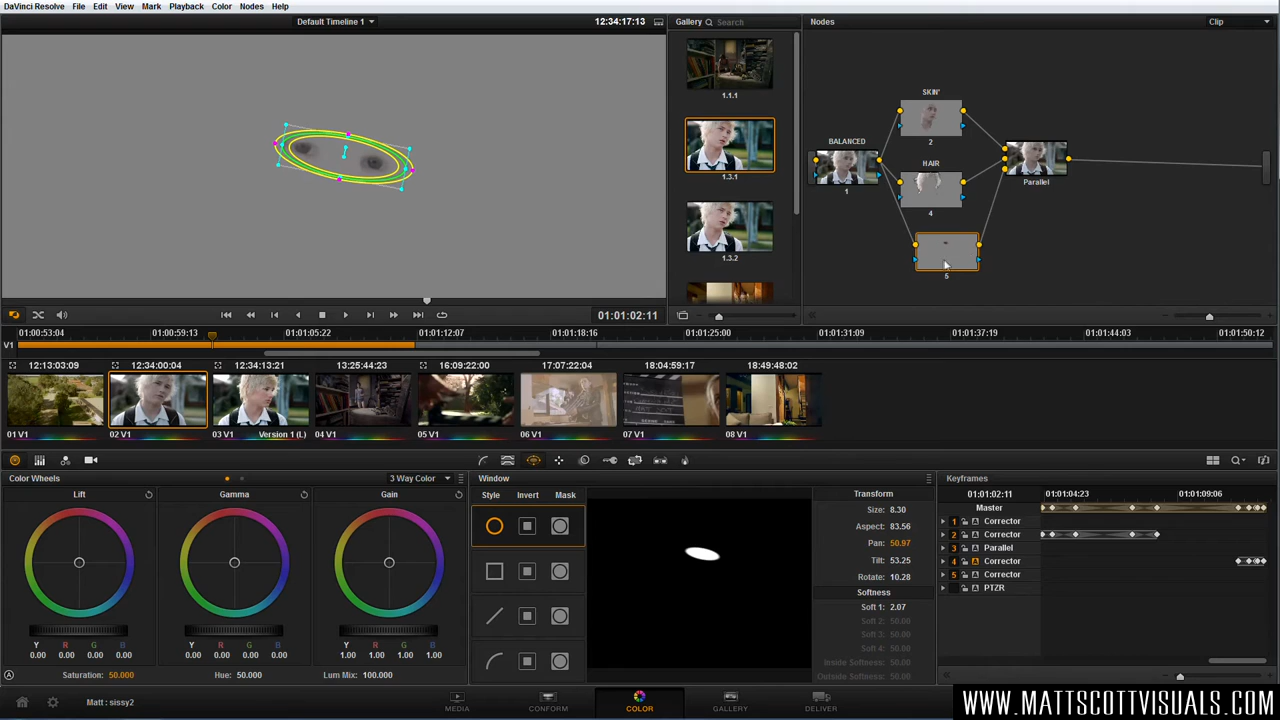 DaVinci Resolve File Edit View Mark Playback Color Nodes Help
Default Timeline 1 12:34:17:13 Gallery Search Nodes Clip
1.1.1
1.3.1
1.3.2
SKIN'
2
BALANCED
1
HAIR
4
Parallel
5
01:01:02:11
01:00:53:04 01:00:59:13 01:01:05:22 01:01:12:07 01:01:18:16 01:01:25:00 01:01:31:09 01:01:37:19 01:01:44:03 01:01:50:12
V1
12:13:03:09 12:34:00:04 12:34:13:21 13:25:44:23 16:09:22:00 17:07:22:04 18:04:59:17 18:49:48:02
01 V1 02 V1 03 V1 Version 1 (L) 04 V1 05 V1 06 V1 07 V1 08 V1
Color Wheels 3 Way Color
Lift Gamma Gain
Y R G B Y R G B Y R G B
0.00 0.00 0.00 0.00 0.00 0.00 0.00 0.00 1.00 1.00 1.00 1.00
A Saturation: 50.000 Hue: 50.000 Lum Mix: 100.000
Window
Style Invert Mask
Transform
Size: 8.30
Aspect: 83.56
Pan: 50.97
Tilt: 53.25
Rotate: 10.28
Softness
Soft 1: 2.07
Soft 2: 50.00
Soft 3: 50.00
Soft 4: 50.00
Inside Softness: 50.00
Outside Softness: 50.00
Keyframes
01:01:02:11 01:01:04:23 01:01:09:06
Master
1 A Corrector
2 A Corrector
3 A Parallel
4 A Corrector
5 A Corrector
A PTZR
Matt : sissy2 MEDIA CONFORM COLOR GALLERY DELIVER
WWW.MATTSCOTTVISUALS.COM